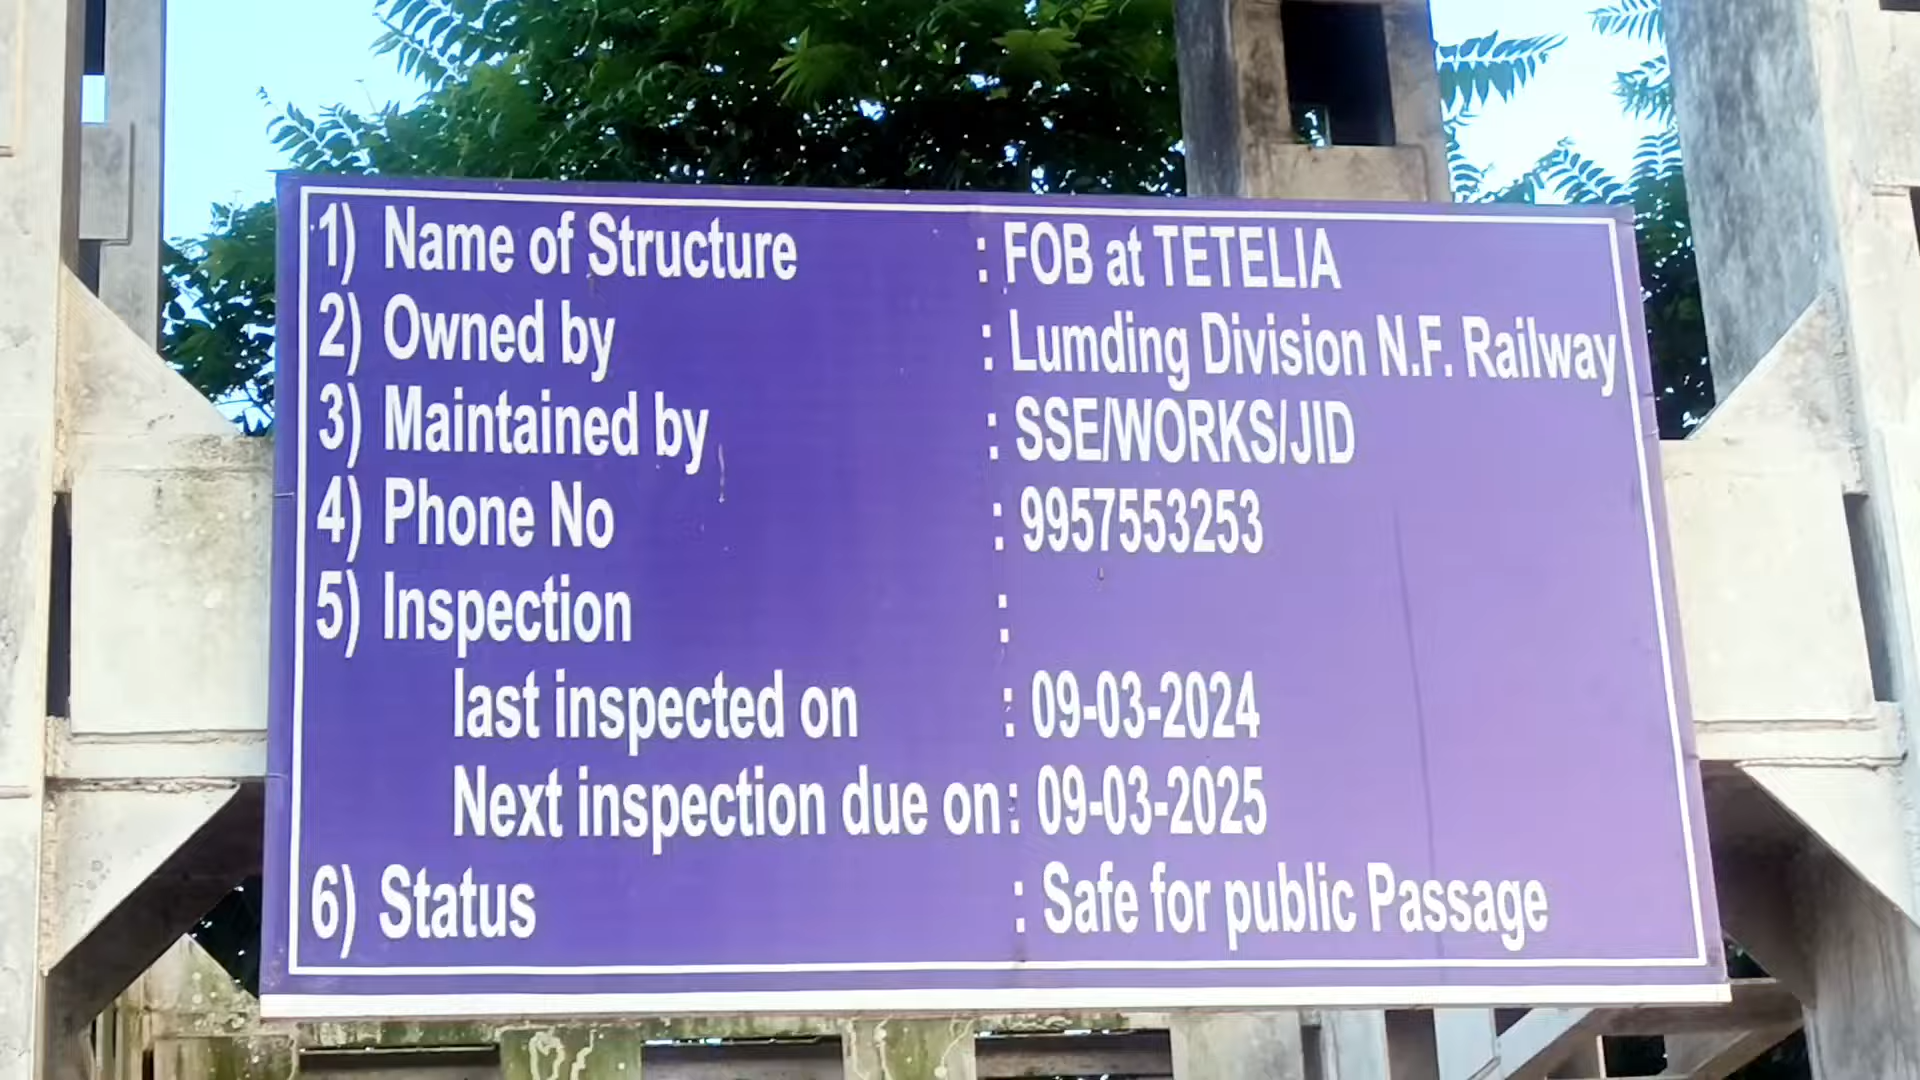 1) Name of Structure : FOB at TETELIA
2) Owned by : Lumding Division N.F. Railway
3) Maintained by : SSE/WORKS/JID
4) Phone No : 9957553253
5) Inspection :
last inspected on : 09-03-2024
Next inspection due on : 09-03-2025
6) Status : Safe for public Passage